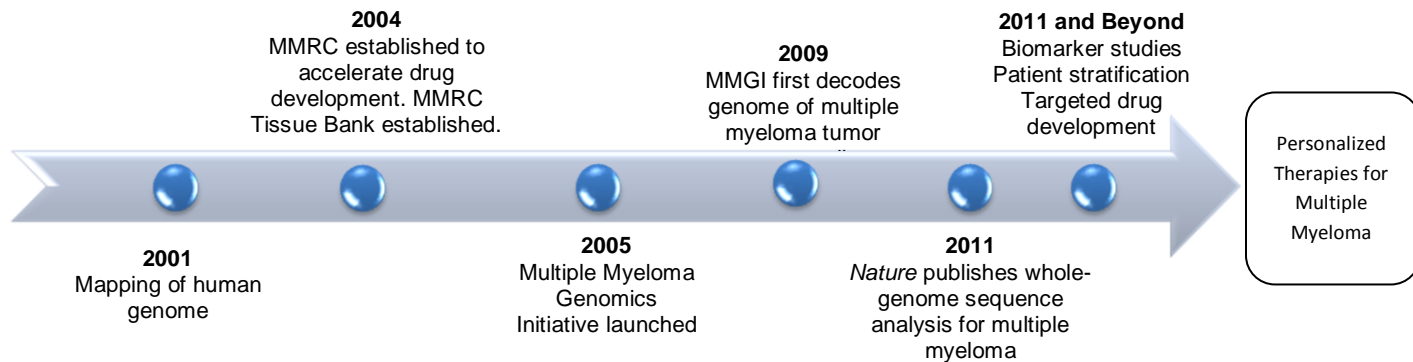 2004
MMRC established to
accelerate drug
development. MMRC
Tissue Bank established.
2009
MMGI first decodes
genome of multiple
myeloma tumor
2011 and Beyond
Biomarker studies
Patient stratification
Targeted drug
development
Personalized
Therapies for
Multiple
Myeloma
2001
Mapping of human
genome
2005
Multiple Myeloma
Genomics
Initiative launched
2011
Nature publishes whole-
genome sequence
analysis for multiple
myeloma